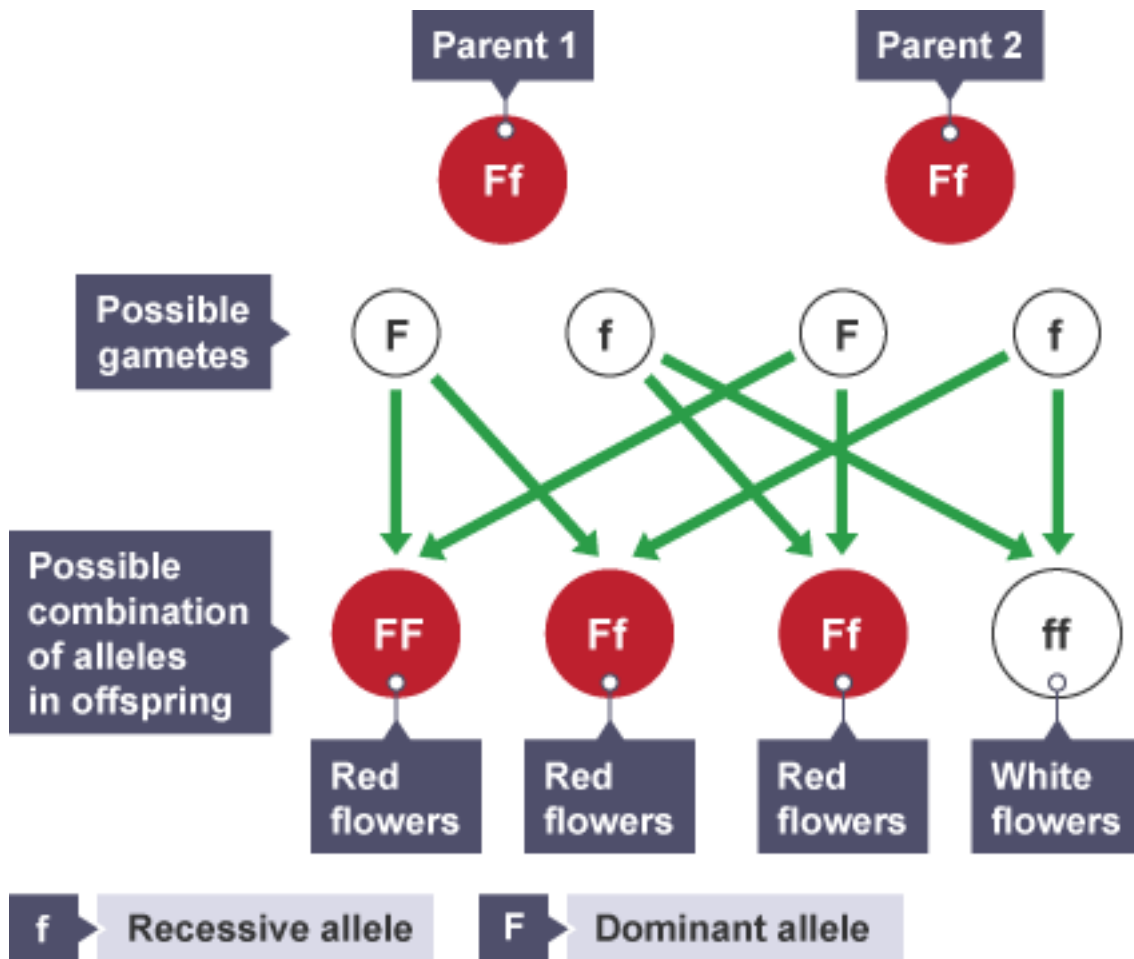 Parent 1
Parent 2
Ff
Ff
Possible
gametes
F
f
F
f
Possible
combination
of alleles
in offspring
FF
Ff
Ff
ff
Red
flowers
Red
flowers
Red
flowers
White
flowers
f
Recessive allele
F
Dominant allele